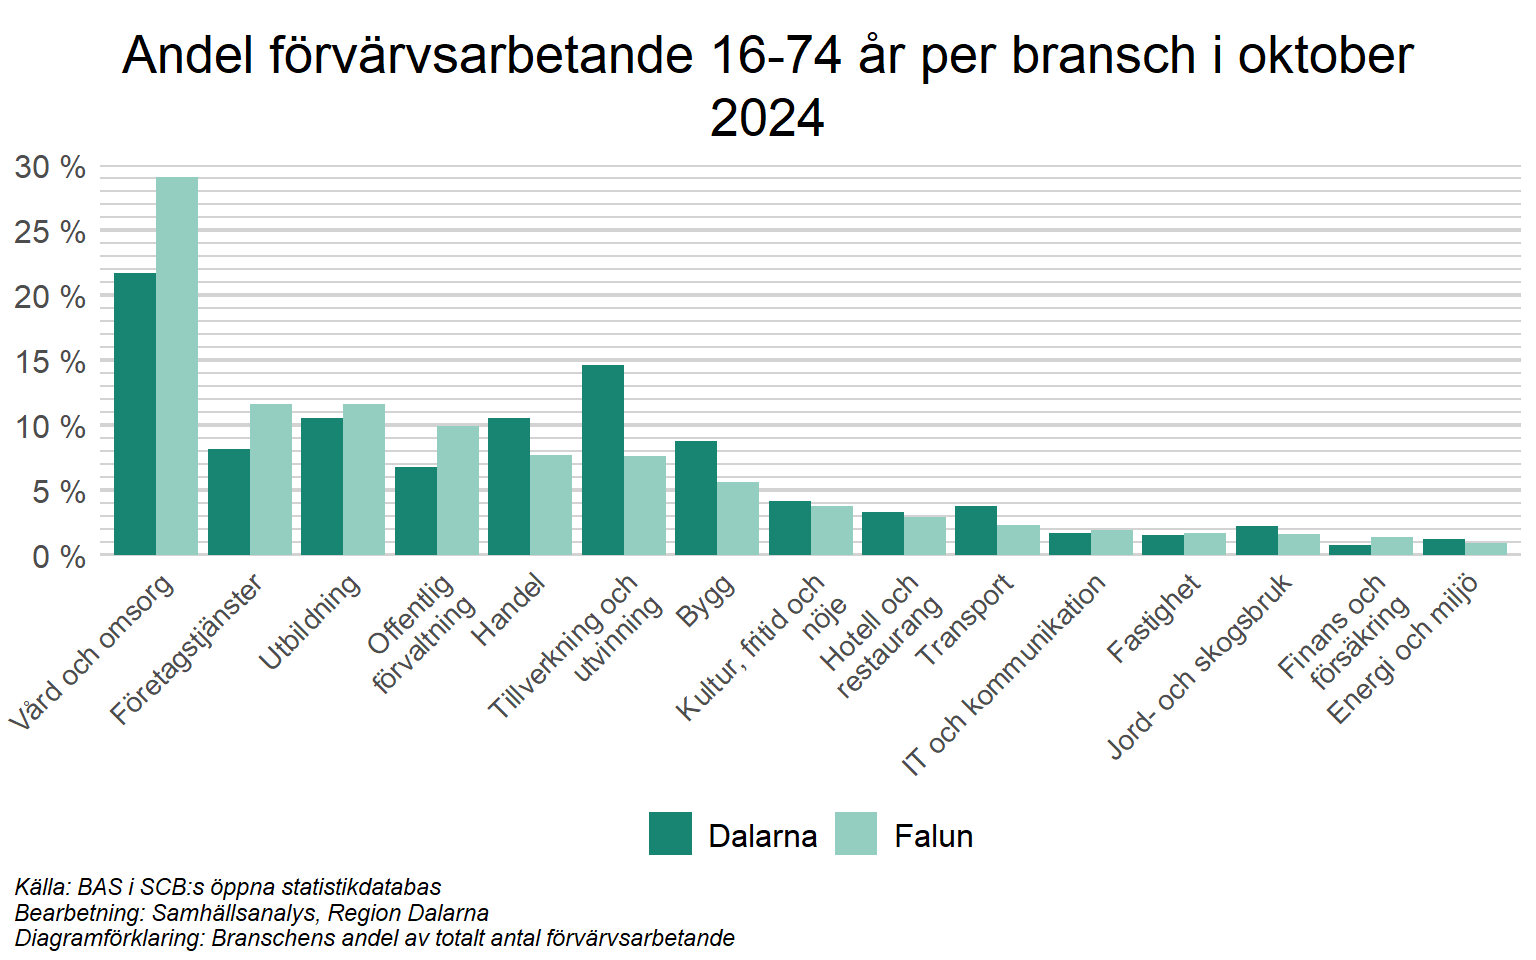 Andel förvärvsarbetande 16-74 år per bransch i oktober
2024
30 %
25 %
20 %
15 %
10 %
5 %
0 %
Vård och omsorg
Företagstjänster
Utbildning
Offentlig
förvaltning
Handel
Tillverkning och
utvinning
Bygg
Kultur, fritid och
nöje
Hotell och
restaurang
Transport
IT och kommunikation
Fastighet
Jord- och skogsbruk
Finans och
försäkring
Energi och miljö
Dalarna
Falun
Källa: BAS i SCB:s öppna statistikdatabas
Bearbetning: Samhällsanalys, Region Dalarna
Diagramförklaring: Branschens andel av totalt antal förvärvsarbetande